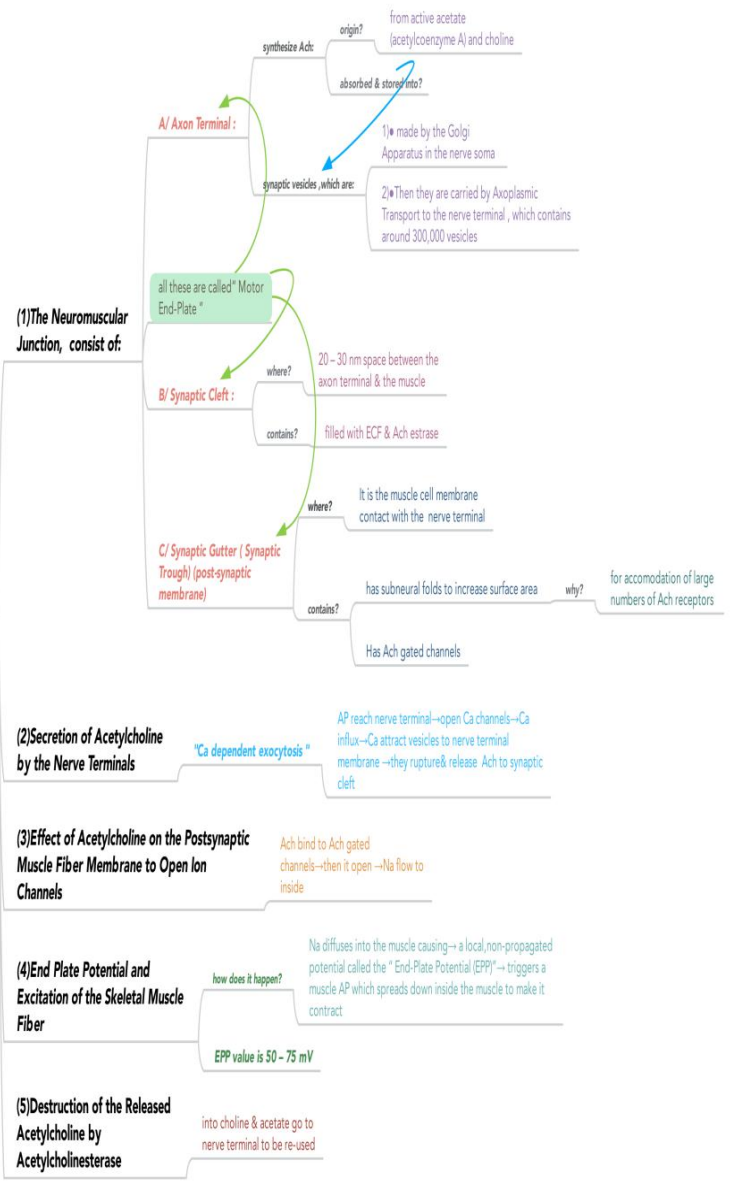 (1)The Neuromuscular
Junction, consist of:
A/ Axon Terminal :
synthesize Ach:
origin?
from active acetate
(acetylcoenzyme A) and choline
absorbed & stored into?
synaptic vesicles ,which are:
1)● made by the Golgi
Apparatus in the nerve soma
2)●Then they are carried by Axoplasmic
Transport to the nerve terminal , which contains
around 300,000 vesicles
all these are called" Motor
End-Plate "
B/ Synaptic Cleft :
where?
20 – 30 nm space between the
axon terminal & the muscle
contains?
filled with ECF & Ach estrase
C/ Synaptic Gutter ( Synaptic
Trough) (post-synaptic
membrane)
where?
It is the muscle cell membrane
contact with the nerve terminal
contains?
has subneural folds to increase surface area
why?
for accomodation of large
numbers of Ach receptors
Has Ach gated channels
(2)Secretion of Acetylcholine
by the Nerve Terminals
"Ca dependent exocytosis "
AP reach nerve terminal→open Ca channels→Ca
influx→Ca attract vesicles to nerve terminal
membrane →they rupture& release Ach to synaptic
cleft
(3)Effect of Acetylcholine on the Postsynaptic
Muscle Fiber Membrane to Open Ion
Channels
Ach bind to Ach gated
channels→then it open →Na flow to
inside
(4)End Plate Potential and
Excitation of the Skeletal Muscle
Fiber
how does it happen?
Na diffuses into the muscle causing→ a local,non-propagated
potential called the " End-Plate Potential (EPP)"→ triggers a
muscle AP which spreads down inside the muscle to make it
contract
EPP value is 50 – 75 mV
(5)Destruction of the Released
Acetylcholine by
Acetylcholinesterase
into choline & acetate go to
nerve terminal to be re-used